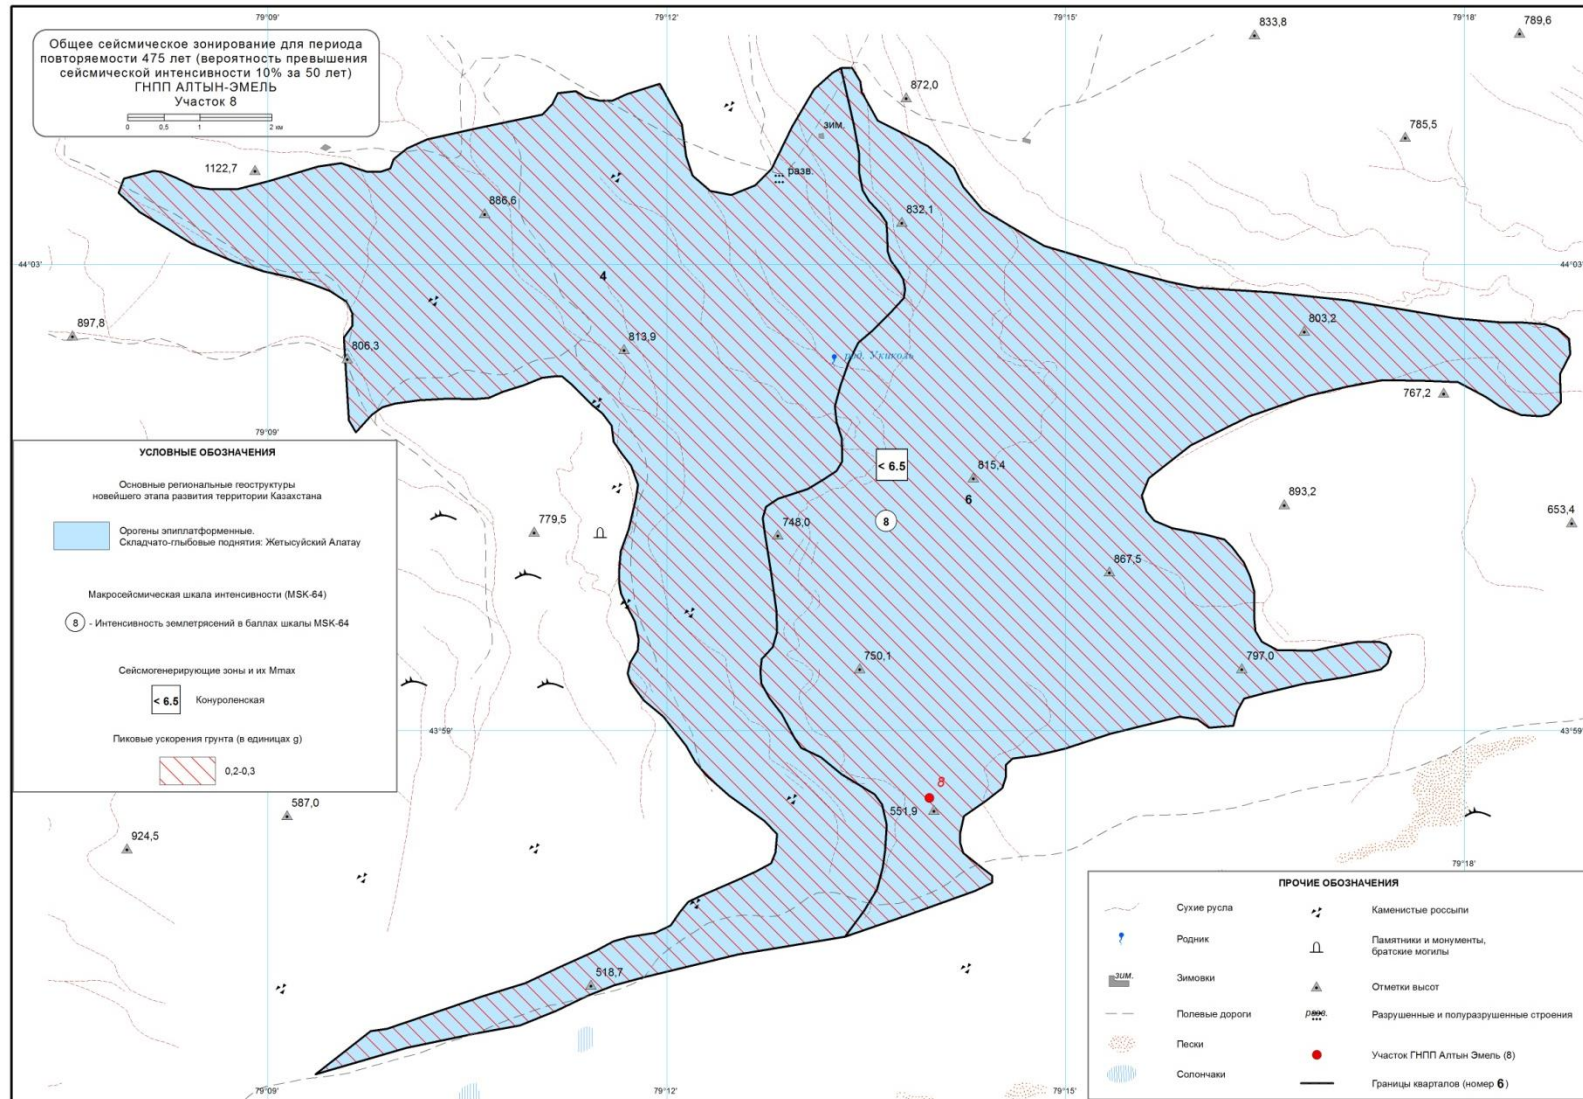 79°09'
79°12'
79°15'
79°18'
Общее сейсмическое зонирование для периода
повторяемости 475 лет (вероятность превышения
сейсмической интенсивности 10% за 50 лет)
ГНПП АЛТЫН-ЭМЕЛЬ
Участок 8
0 0,5 1 2 км
833,8
789,6
872,0
785,5
зим.
1122,7
разв.
886,6
832,1
44°03'
44°03'
4
897,8
803,2
806,3
813,9
род. Укиколь
767,2
79°09'
< 6.5
815,4
6
893,2
653,4
8
779,5
748,0
867,5
750,1
797,0
43°59'
43°59'
8
551,9
587,0
924,5
79°18'
518,7
УСЛОВНЫЕ ОБОЗНАЧЕНИЯ
Основные региональные геоструктуры
новейшего этапа развития территории Казахстана
Орогены эпиплатформенные.
Складчато-глыбовые поднятия: Жетысуйский Алатау
Макросейсмическая шкала интенсивности (MSK-64)
8 - Интенсивность землетрясений в баллах шкалы MSK-64
Сейсмогенерирующие зоны и их Mmax
< 6.5 Конуроленская
Пиковые ускорения грунта (в единицах g)
0,2-0,3
ПРОЧИЕ ОБОЗНАЧЕНИЯ
Сухие русла
Родник
зим. Зимовки
Полевые дороги
Пески
Солончаки
Каменистые россыпи
Памятники и монументы,
братские могилы
Отметки высот
разв. Разрушенные и полуразрушенные строения
Участок ГНПП Алтын Эмель (8)
Границы кварталов (номер 6)
79°09'
79°12'
79°15'